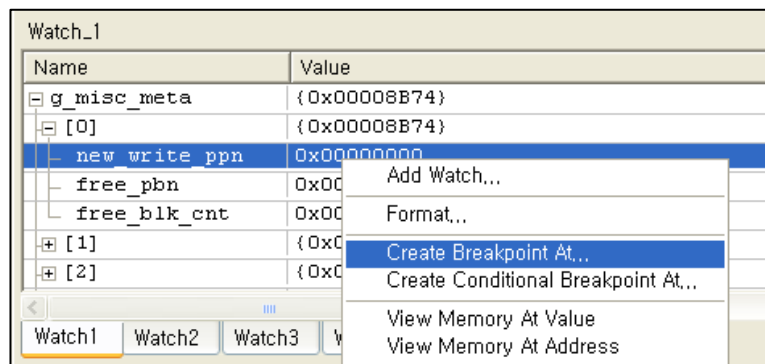 Watch_1
Name Value
g_misc_meta {0x00008B74}
[0] {0x00008B74}
new_write_ppn 0x00000000
free_pbn 0x00
free_blk_cnt 0x00
[1] {0x0
[2] {0x0
Add Watch...
Format...
Create Breakpoint At...
Create Conditional Breakpoint At...
View Memory At Value
View Memory At Address
Watch1 Watch2 Watch3